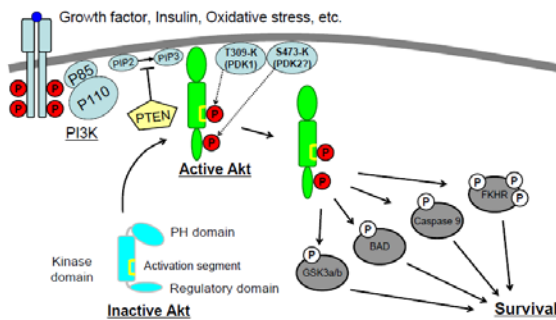 Growth factor, Insulin, Oxidative stress, etc.
P85
P110
PIP2
PIP3
T309-K
(PDK1)
S473-K
(PDK2?)
P
P
P
P
PI3K
PTEN
P
P
Active Akt
P
P
PH domain
Kinase
domain
Activation segment
Regulatory domain
Inactive Akt
P
GSK3a/b
P
BAD
P
Caspase 9
P
P
P
FKHR
Survival